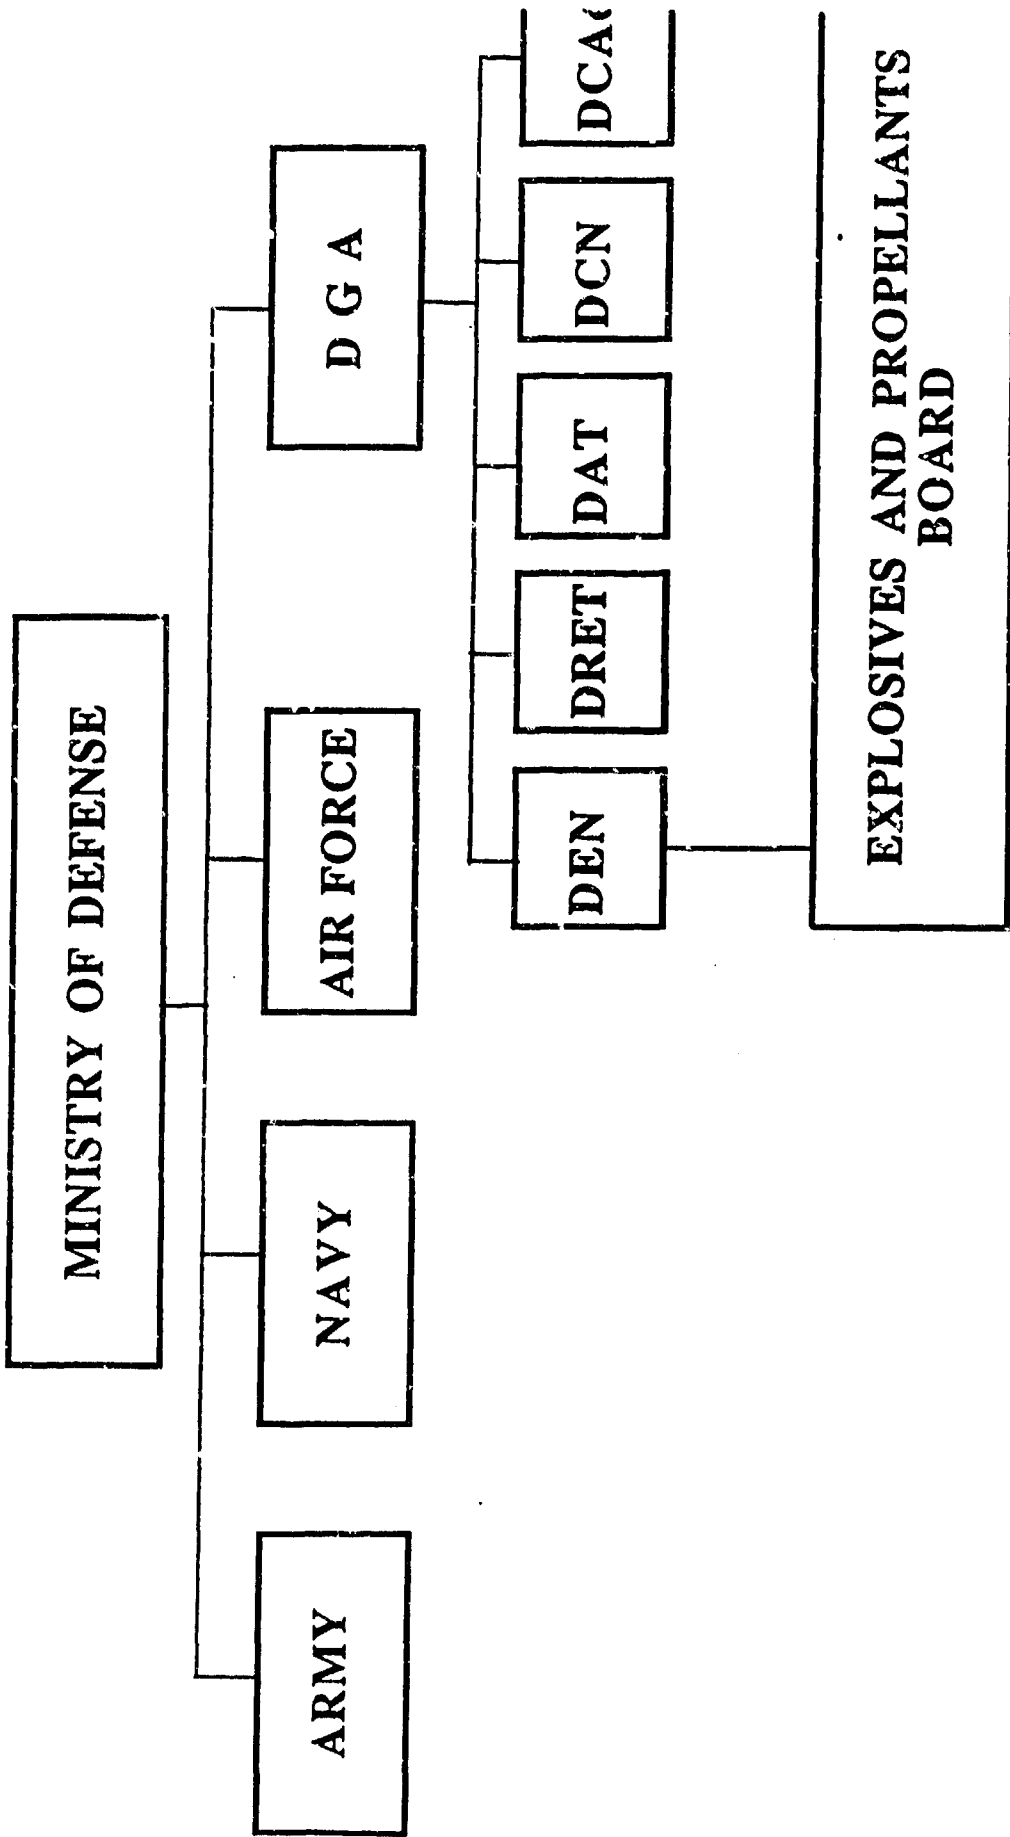 MINISTRY OF DEFENSE
ARMY
NAVY
AIR FORCE
D G A
DEN
DRET
DAT
DCN
EXPLOSIVES AND PROPELLANTS
BOARD